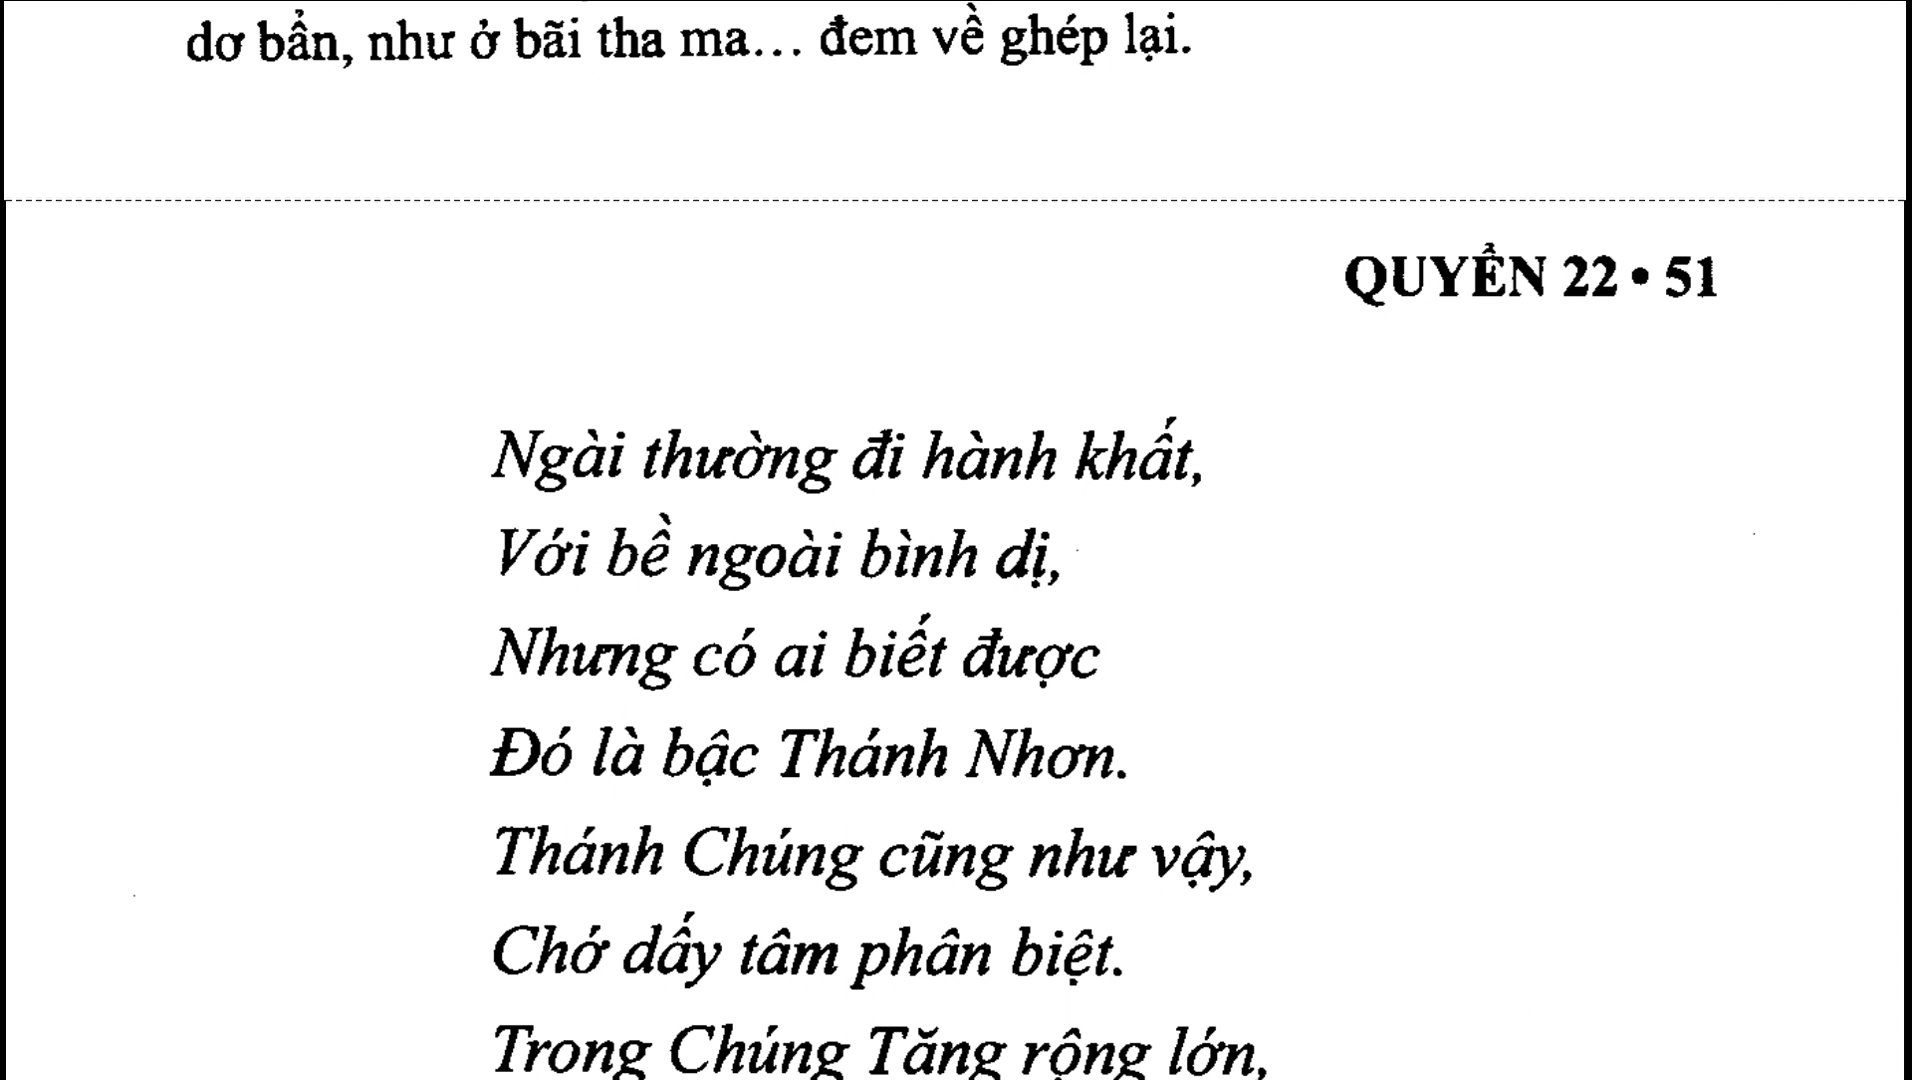 dơ bẩn, như ở bãi tha ma... đem về ghép lại.
QUYỂN 22 • 51
Ngài thường đi hành khất,
Với bề ngoài bình dị,
Nhưng có ai biết được
Đó là bậc Thánh Nhơn.
Thánh Chúng cũng như vậy,
Chớ dấy tâm phân biệt.
Trong Chúng Tăng rộng lớn,